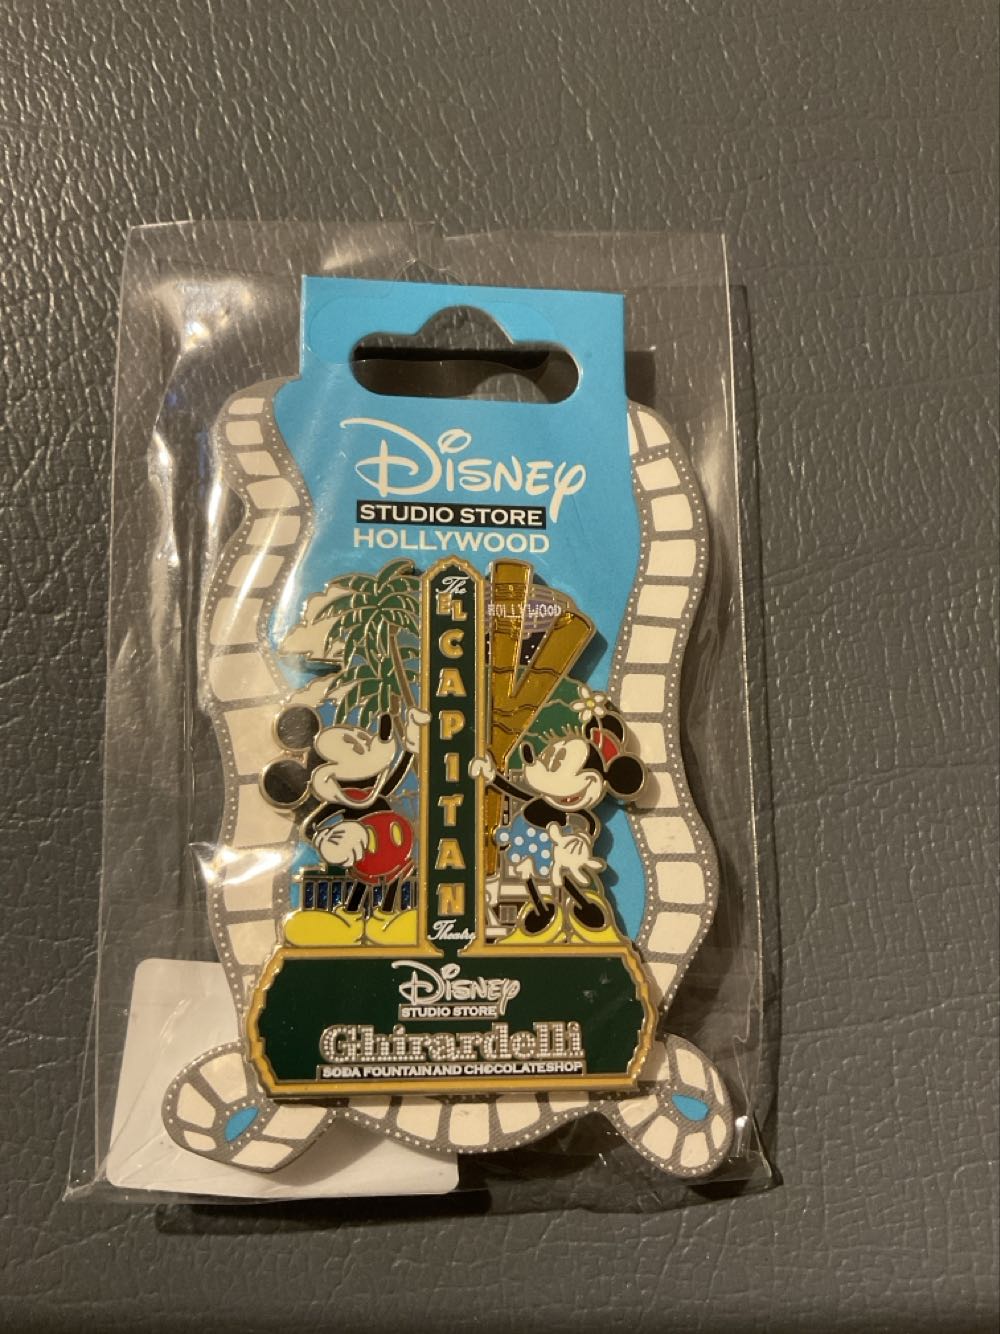 Disney
STUDIO STORE
HOLLYWOOD
The
EL CAPITAN
Theatre
HOLLYWOOD
Disney
STUDIO STORE
Ghirardelli
SODA FOUNTAIN AND CHOCOLATE SHOP